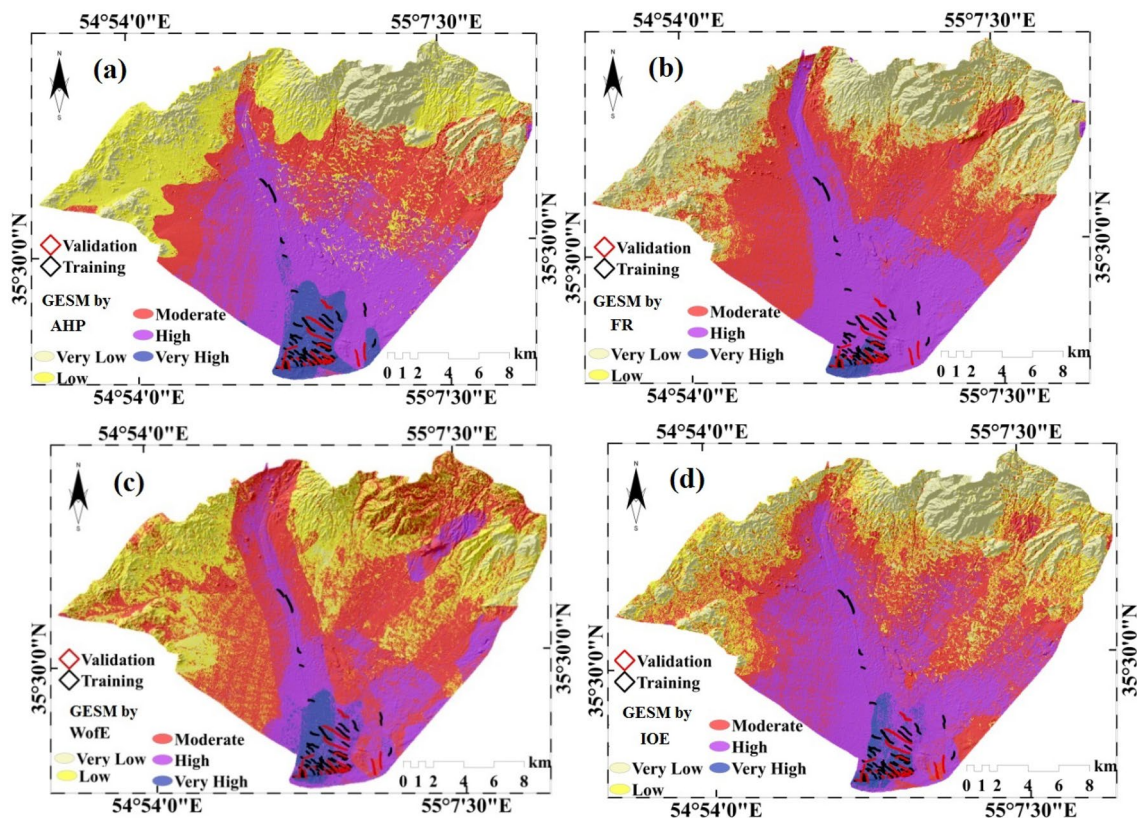 54°54'0"E 55°7'30"E
N
(a)
S
35°30'0"N
Validation
Training
GESM by
AHP
Moderate
High
Very Low
Very High
Low
km
0 1 2 4 6 8
54°54'0"E 55°7'30"E
54°54'0"E 55°7'30"E
N
(b)
S
35°30'0"N
35°30'0"N
Validation
Training
GESM by
FR
Moderate
High
Very Low
Very High
Low
km
0 1 2 4 6 8
54°54'0"E 55°7'30"E
54°54'0"E 55°7'30"E
N
(c)
S
35°30'0"N
Validation
Training
GESM by
WofE
Moderate
High
Very Low
Very High
Low
km
0 1 2 4 6 8
54°54'0"E 55°7'30"E
54°54'0"E 55°7'30"E
N
(d)
S
35°30'0"N
35°30'0"N
Validation
Training
GESM by
IOE
Moderate
High
Very Low
Very High
Low
km
0 1 2 4 6 8
54°54'0"E 55°7'30"E